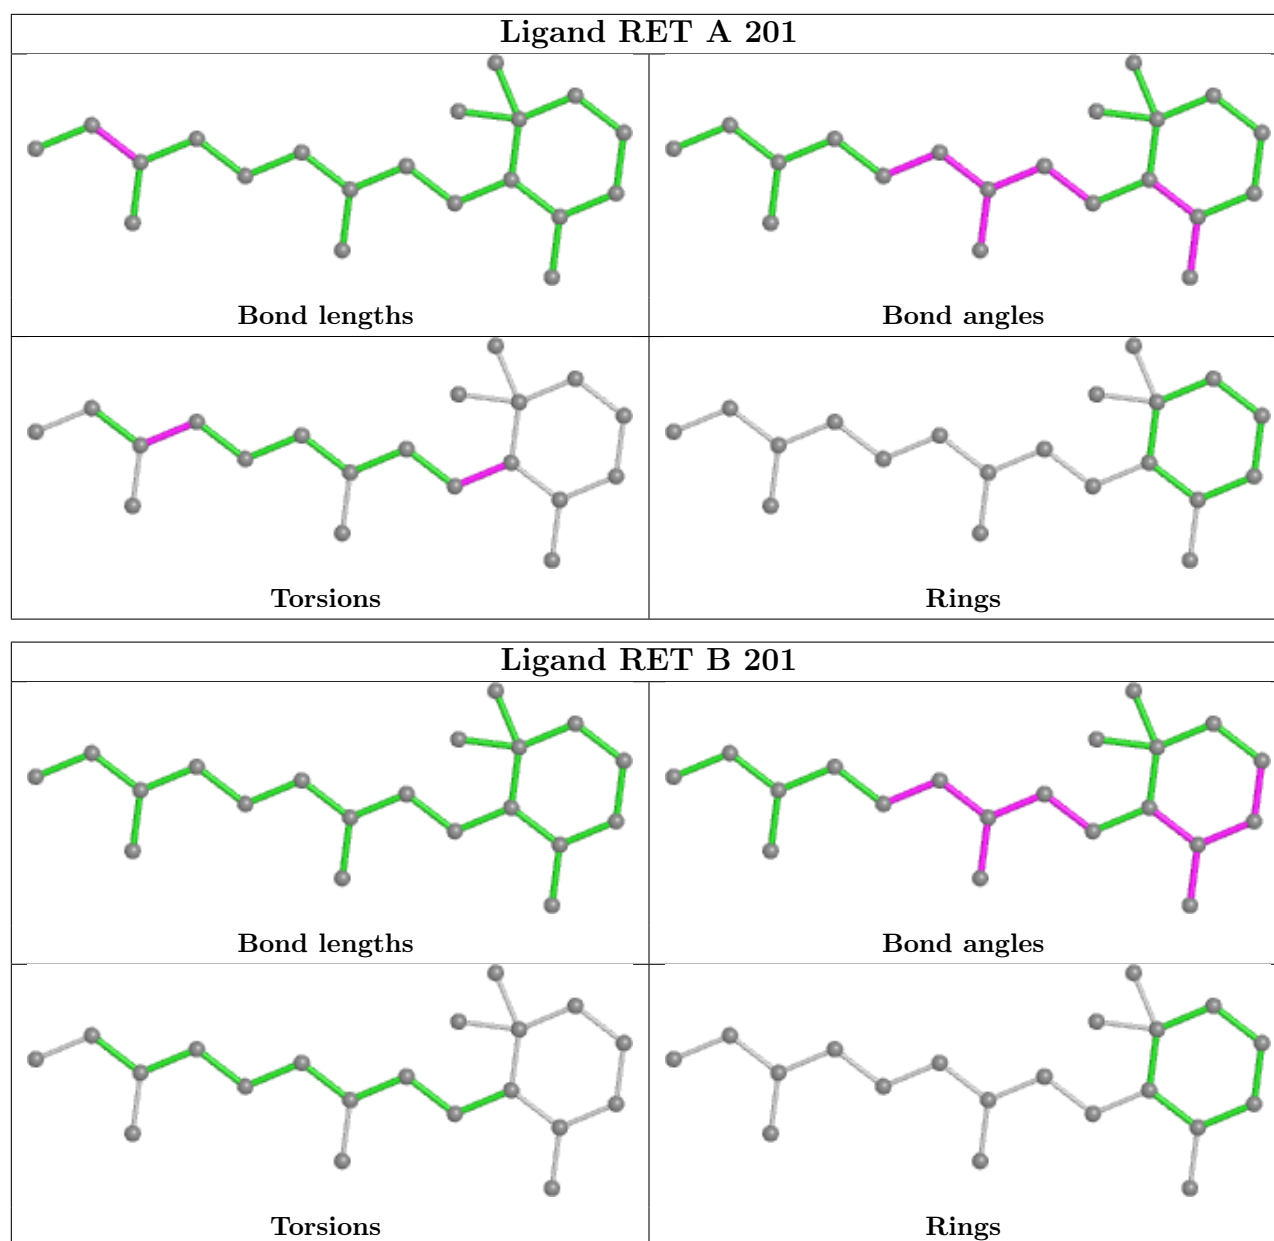 Ligand RET A 201
Bond lengths
Bond angles
Torsions
Rings
Ligand RET B 201
Bond lengths
Bond angles
Torsions
Rings